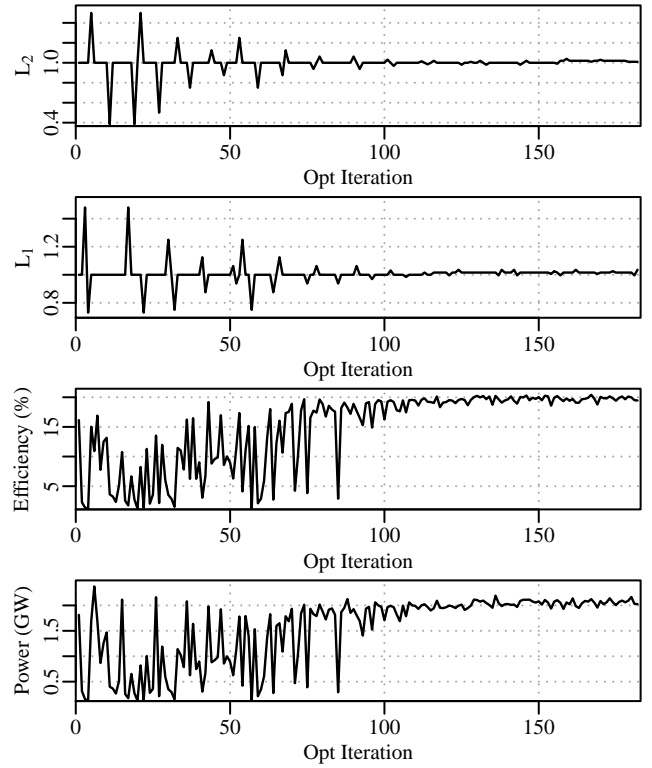 L2
1.0
0.4
0 50 100 150
Opt Iteration
L1
1.2
0.8
0 50 100 150
Opt Iteration
Efficiency (%)
15
5
0 50 100 150
Opt Iteration
Power (GW)
1.5
0.5
0 50 100 150
Opt Iteration